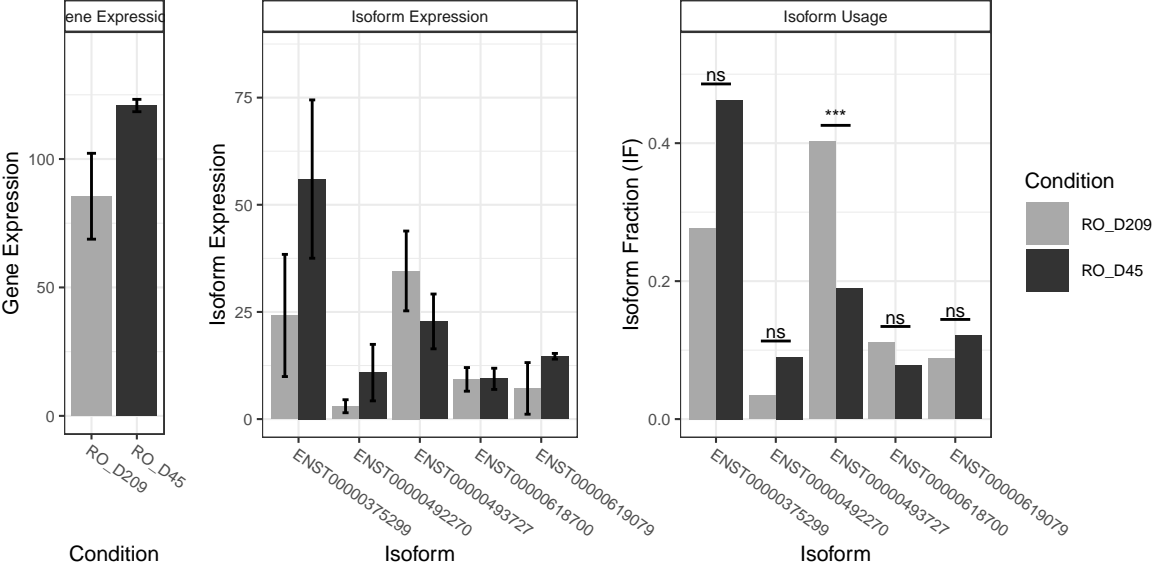 ene Expressio
Gene Expression
100
50
0
RO_D209
RO_D45
Condition
Isoform Expression
Isoform Expression
75
50
25
0
ENST00000375299
ENST00000492270
ENST00000493727
ENST00000618700
ENST00000619079
Isoform
Isoform Usage
Isoform Fraction (IF)
0.4
0.2
0.0
ns
ns
***
ns
ns
ENST00000375299
ENST00000492270
ENST00000493727
ENST00000618700
ENST00000619079
Isoform
Condition
RO_D209
RO_D45